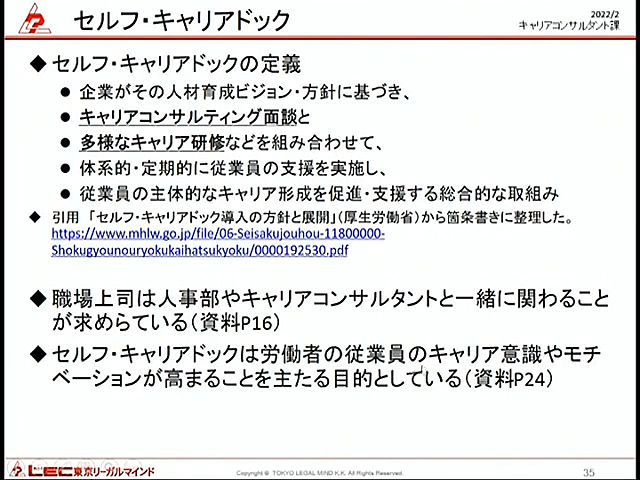 セルフ・キャリアドック
2022/2
キャリアコンサルタント課
◆ セルフ・キャリアドックの定義
● 企業がその人材育成ビジョン・方針に基づき、
● キャリアコンサルティング面談と
● 多様なキャリア研修などを組み合わせて、
● 体系的・定期的に従業員の支援を実施し、
● 従業員の主体的なキャリア形成を促進・支援する総合的な取組み
◆ 引用 「セルフ・キャリアドック導入の方針と展開」(厚生労働省)から箇条書きに整理した。
https://www.mhlw.go.jp/file/06-Seisakujouhou-11800000-
Shokugyounouryokukaihatsukyoku/0000192530.pdf
◆ 職場上司は人事部やキャリアコンサルタントと一緒に関わること
が求めらている(資料P16)
◆ セルフ・キャリアドックは労働者の従業員のキャリア意識やモチ
ベーションが高まることを主たる目的としている(資料P24)
LEC東京リーガルマインド
Copyright © TOKYO LEGAL MIND K.K. All Rights Reserved.
35